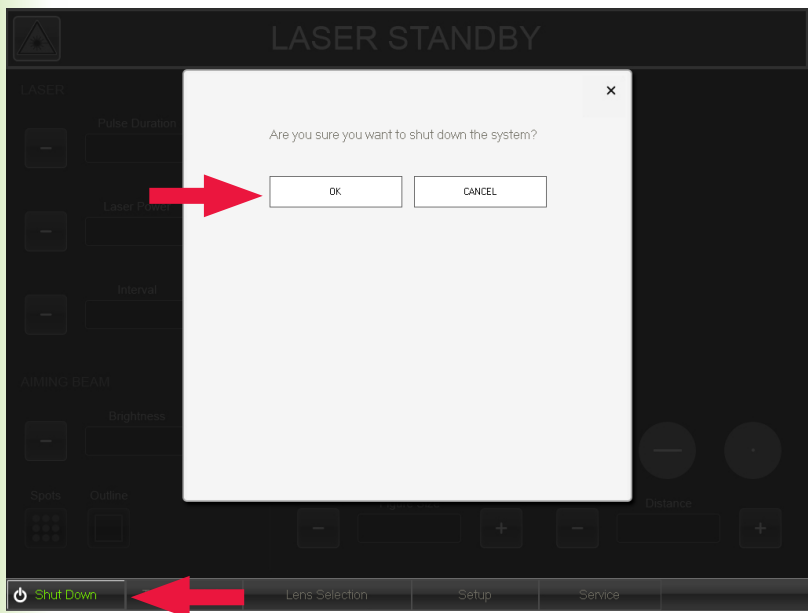 LASER STANDBY
LASER
Pulse Duration
Laser Power
Interval
AIMING BEAM
Brightness
Spots
Outline
×
Are you sure you want to shut down the system?
OK
CANCEL
Distance
Shut Down
Lens Selection
Setup
Service